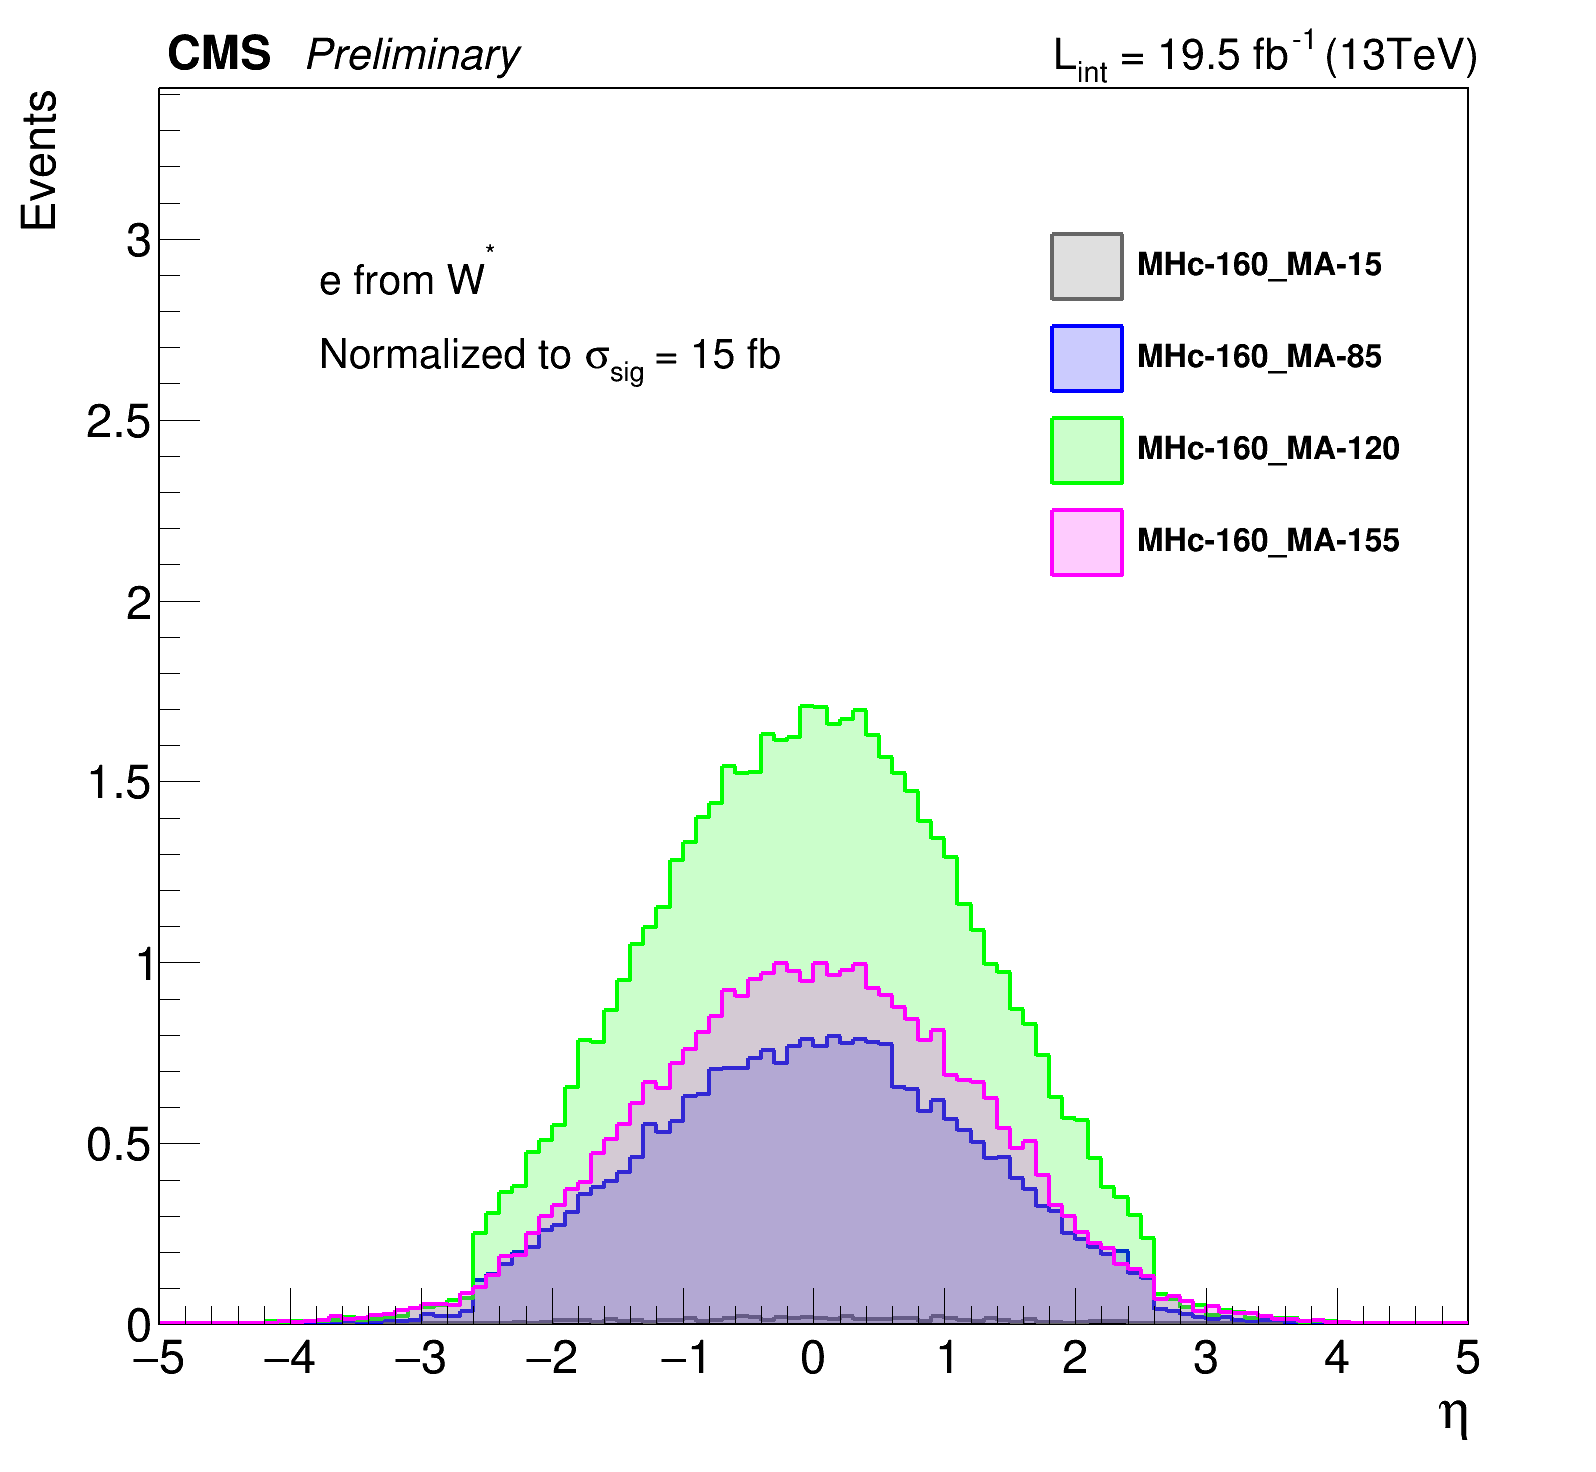 CMS Preliminary L_int = 19.5 fb^-1 (13TeV)
Events
e from W^*
Normalized to σ_sig = 15 fb
MHc-160_MA-15
MHc-160_MA-85
MHc-160_MA-120
MHc-160_MA-155
3
2.5
2
1.5
1
0.5
0
−5 −4 −3 −2 −1 0 1 2 3 4 5
η